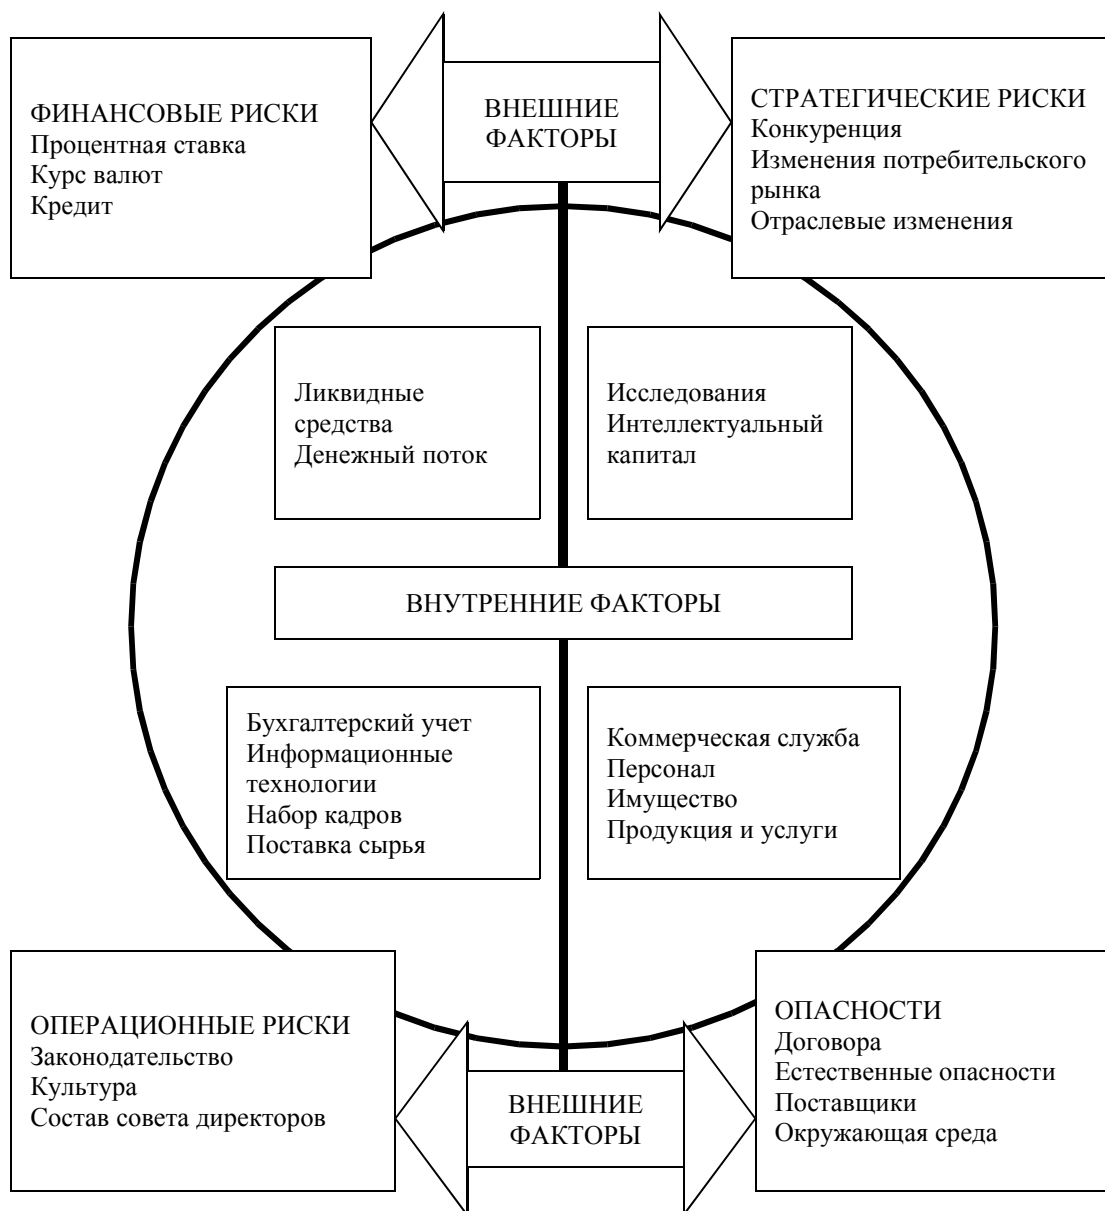 ФИНАНСОВЫЕ РИСКИ
Процентная ставка
Курс валют
Кредит
ВНЕШНИЕ
ФАКТОРЫ
СТРАТЕГИЧЕСКИЕ РИСКИ
Конкуренция
Изменения потребительского
рынка
Отраслевые изменения
Ликвидные
средства
Денежный поток
Исследования
Интеллектуальный
капитал
ВНУТРЕННИЕ ФАКТОРЫ
Бухгалтерский учет
Информационные
технологии
Набор кадров
Поставка сырья
Коммерческая служба
Персонал
Имущество
Продукция и услуги
ОПЕРАЦИОННЫЕ РИСКИ
Законодательство
Культура
Состав совета директоров
ВНЕШНИЕ
ФАКТОРЫ
ОПАСНОСТИ
Договора
Естественные опасности
Поставщики
Окружающая среда